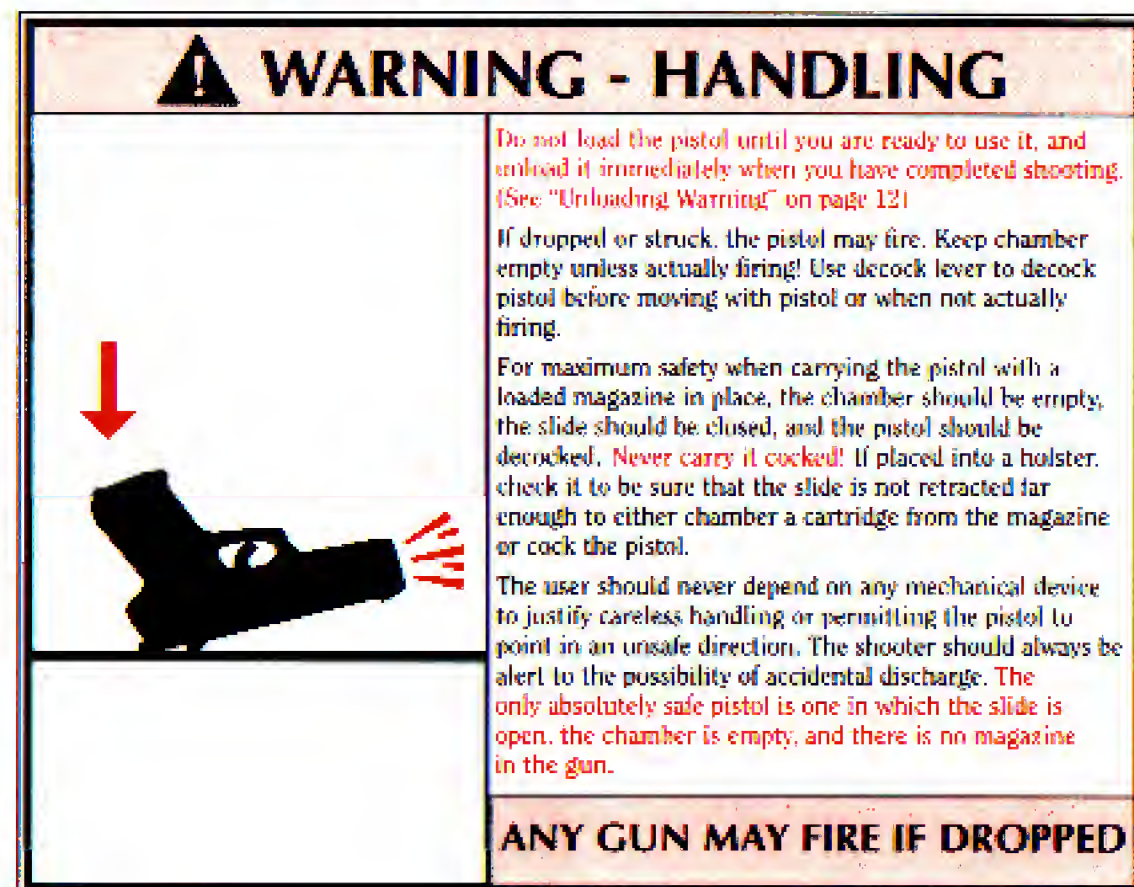 WARNING - HANDLING
Do not load the pistol until you are ready to use it, and
unload it immediately when you have completed shooting.
(See "Unloading Warning" on page 12)
If dropped or struck, the pistol may fire. Keep chamber
empty unless actually firing! Use decock lever to decock
pistol before moving with pistol or when not actually
firing.
For maximum safety when carrying the pistol with a
loaded magazine in place, the chamber should be empty,
the slide should be closed, and the pistol should be
decocked. Never carry it cocked! If placed into a holster,
check it to be sure that the slide is not retracted far
enough to either chamber a cartridge from the magazine
or cock the pistol.
The user should never depend on any mechanical device
to justify careless handling or permitting the pistol to
point in an unsafe direction. The shooter should always be
alert to the possibility of accidental discharge. The
only absolutely safe pistol is one in which the slide is
open, the chamber is empty, and there is no magazine
in the gun.
ANY GUN MAY FIRE IF DROPPED